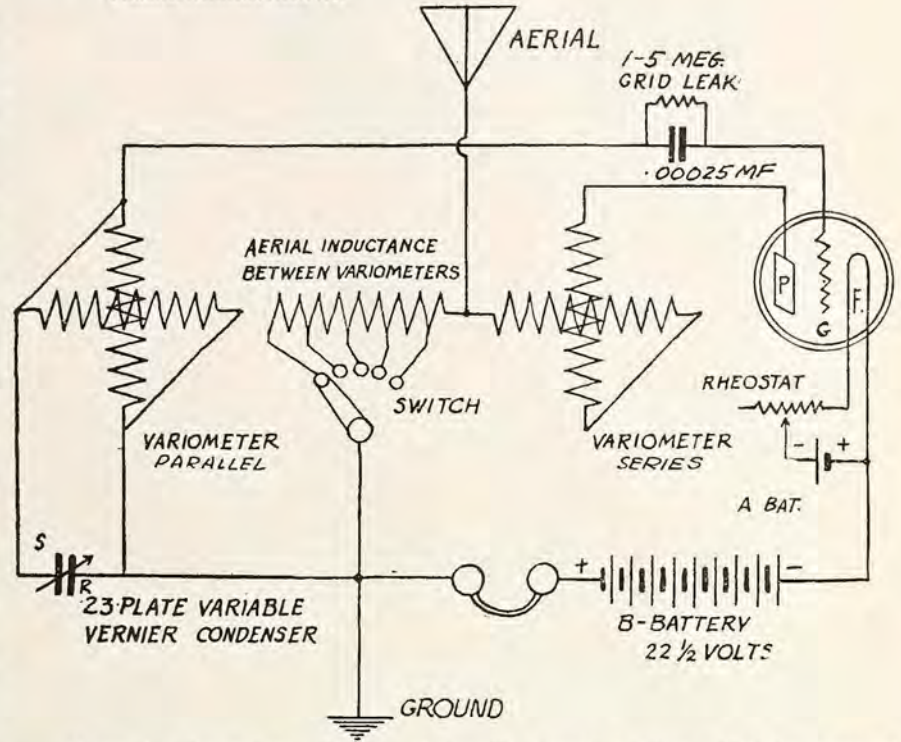 AERIAL
1-5 MEG.
GRID LEAK
.00025 MF
AERIAL INDUCTANCE
BETWEEN VARIOMETERS
P
G
F.
SWITCH
RHEOSTAT
- +
VARIOMETER
PARALLEL
VARIOMETER
SERIES
A BAT.
S
R
+ -
23-PLATE VARIABLE
VERNIER CONDENSER
B-BATTERY
22 ½ VOLTS
GROUND